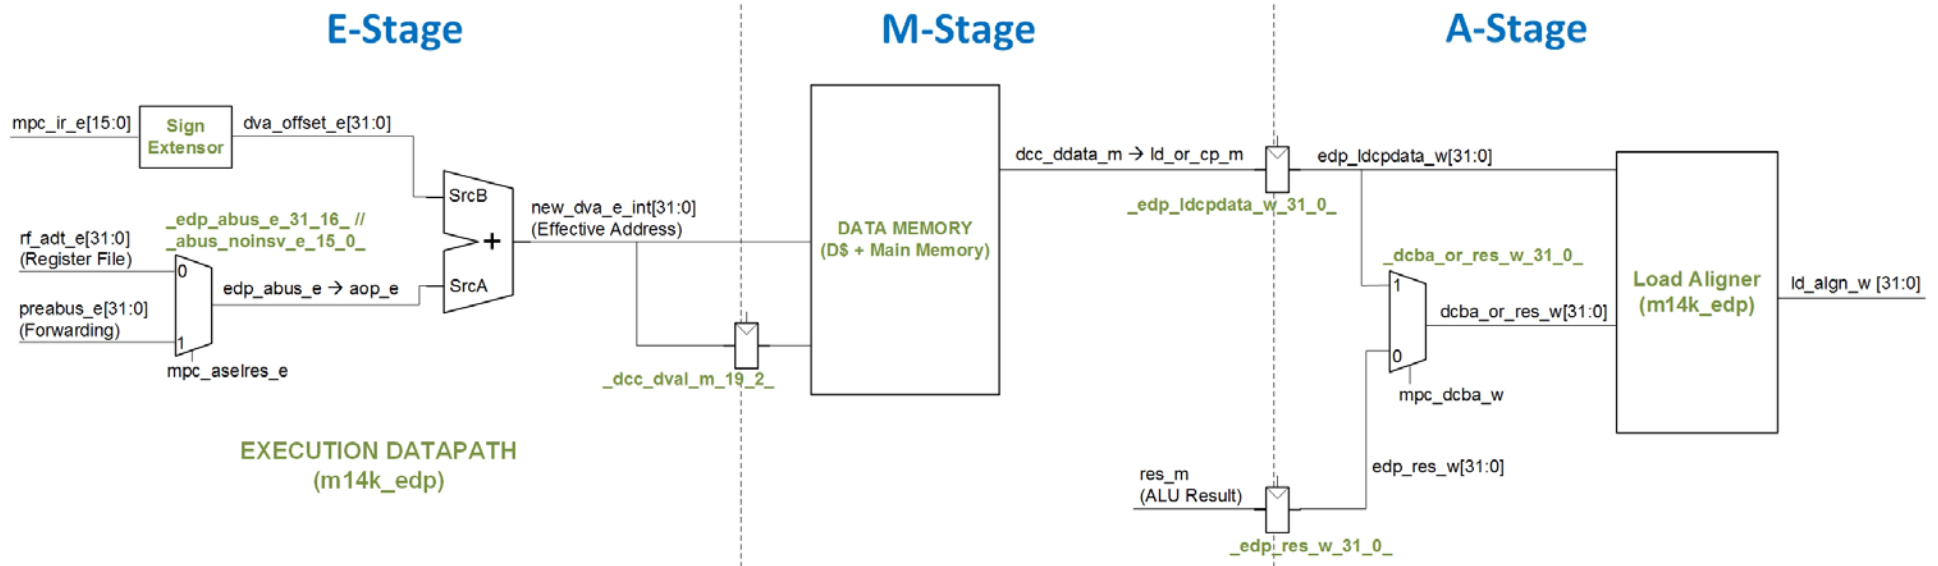 E-Stage
M-Stage
A-Stage
mpc_ir_e[15:0]
Sign
Extensor
dva_offset_e[31:0]
SrcB
_edp_abus_e_31_16_ //
_abus_noinsv_e_15_0_
rf_adt_e[31:0]
(Register File)
0
edp_abus_e → aop_e
preabus_e[31:0]
(Forwarding)
1
mpc_aselres_e
+
SrcA
new_dva_e_int[31:0]
(Effective Address)
_dcc_dval_m_19_2_
EXECUTION DATAPATH
(m14k_edp)
DATA MEMORY
(D$ + Main Memory)
dcc_ddata_m → ld_or_cp_m
_edp_ldcpdata_w_31_0_
edp_ldcpdata_w[31:0]
_dcba_or_res_w_31_0_
1
dcba_or_res_w[31:0]
0
mpc_dcba_w
res_m
(ALU Result)
edp_res_w[31:0]
_edp_res_w_31_0_
Load Aligner
(m14k_edp)
ld_algn_w [31:0]